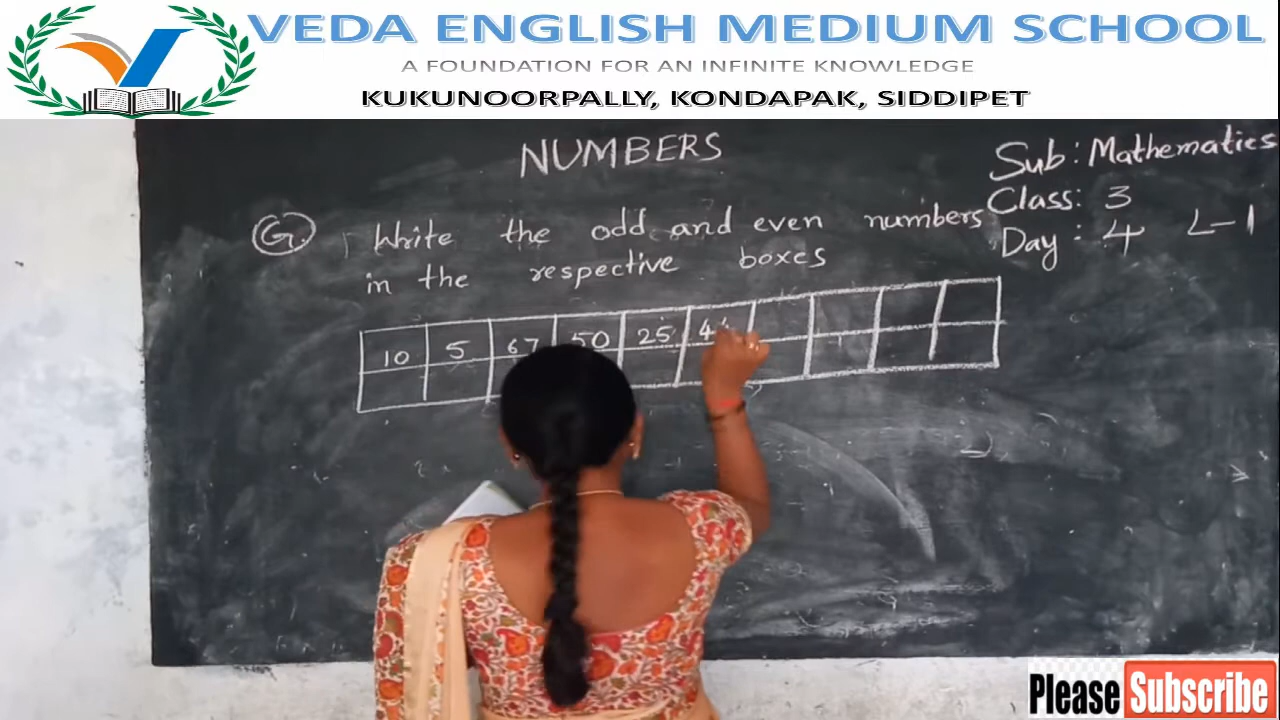 VEDA ENGLISH MEDIUM SCHOOL
A FOUNDATION FOR AN INFINITE KNOWLEDGE
KUKUNOORPALLY, KONDAPAK, SIDDIPET
NUMBERS
Sub: Mathematics
Class: 3
Day: 4 L-1
G. Write the odd and even numbers
in the respective boxes
10 5 67 50 25
Please Subscribe